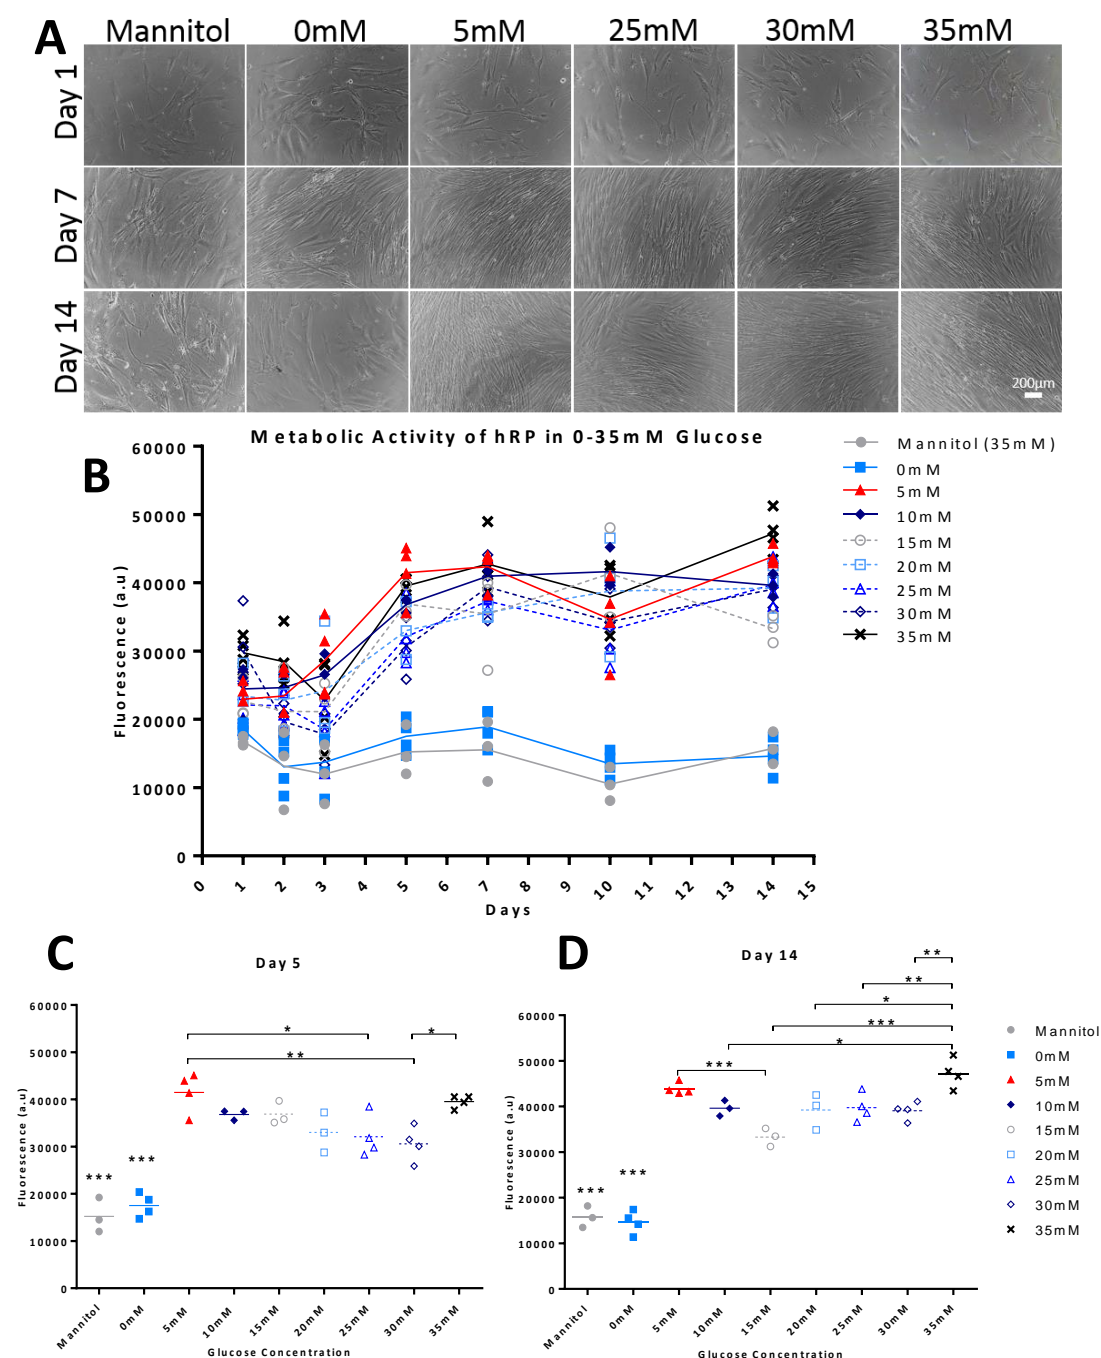 A
Mannitol 0mM 5mM 25mM 30mM 35mM
Day 1
Day 7
Day 14
200µm
B
Metabolic Activity of hRP in 0-35mM Glucose
Fluorescence (a.u)
60000
50000
40000
30000
20000
10000
0
0 1 2 3 4 5 6 7 8 9 10 11 12 13 14 15
Days
Mannitol (35mM)
0mM
5mM
10mM
15mM
20mM
25mM
30mM
35mM
C
Day 5
Fluorescence (a.u)
60000
50000
40000
30000
20000
10000
0
*
*
**
***
***
Mannitol 0mM 5mM 10mM 15mM 20mM 25mM 30mM 35mM
Glucose Concentration
D
Day 14
Fluorescence (a.u)
60000
50000
40000
30000
20000
10000
0
**
**
*
***
*
***
***
***
Mannitol 0mM 5mM 10mM 15mM 20mM 25mM 30mM 35mM
Glucose Concentration
Mannitol
0mM
5mM
10mM
15mM
20mM
25mM
30mM
35mM